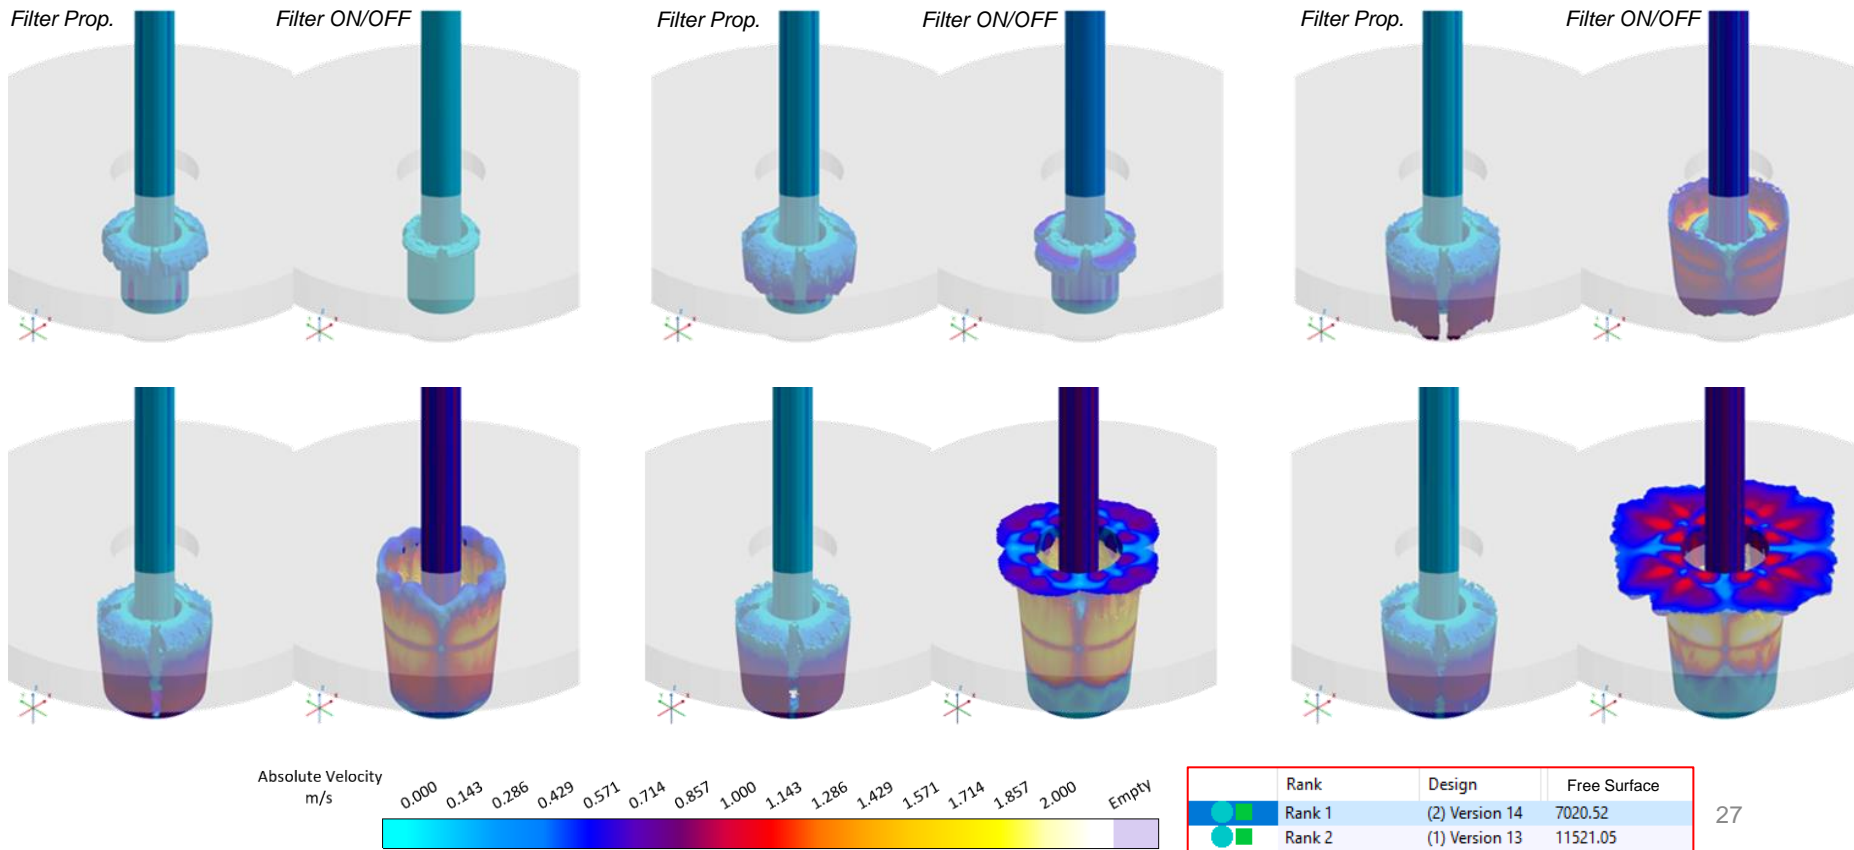 Filter Prop.
Filter ON/OFF
Filter Prop.
Filter ON/OFF
Filter Prop.
Filter ON/OFF
Absolute Velocity
m/s
0.000 0.143 0.286 0.429 0.571 0.714 0.857 1.000 1.143 1.286 1.429 1.571 1.714 1.857 2.000 Empty
Rank Design Free Surface
Rank 1 (2) Version 14 7020.52
Rank 2 (1) Version 13 11521.05
27